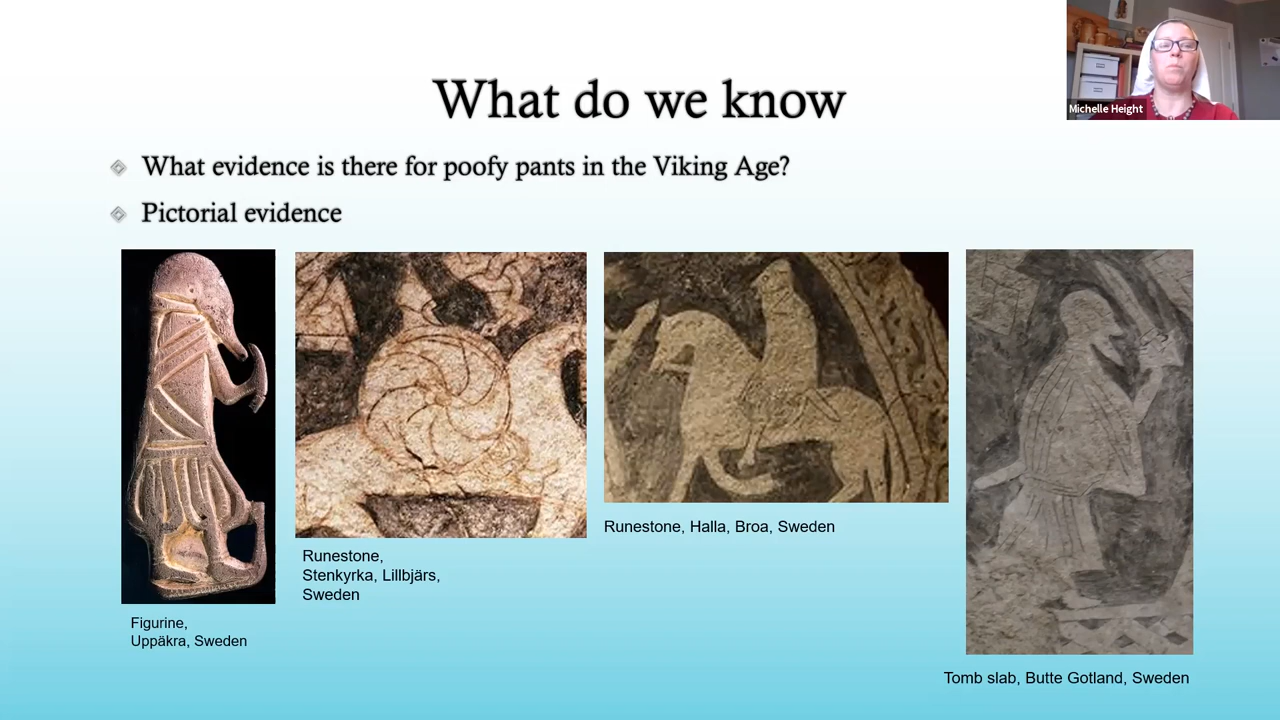 What do we know
Michelle Height
What evidence is there for poofy pants in the Viking Age?
Pictorial evidence
Figurine,
Uppäkra, Sweden
Runestone,
Stenkyrka, Lillbjärs,
Sweden
Runestone, Halla, Broa, Sweden
Tomb slab, Butte Gotland, Sweden